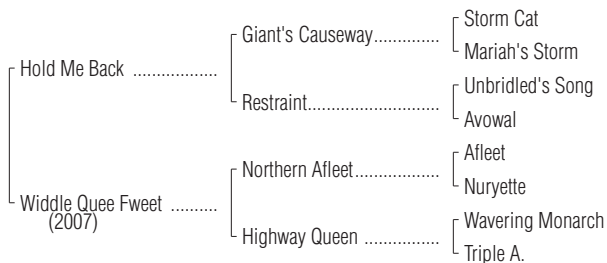 Storm Cat
Giant's Causeway..............
Mariah's Storm
Hold Me Back ..................
Unbridled's Song
Restraint............................
Avowal
Afleet
Northern Afleet..................
Nuryette
Widdle Quee Fweet ..........
(2007)
Wavering Monarch
Highway Queen ................
Triple A.